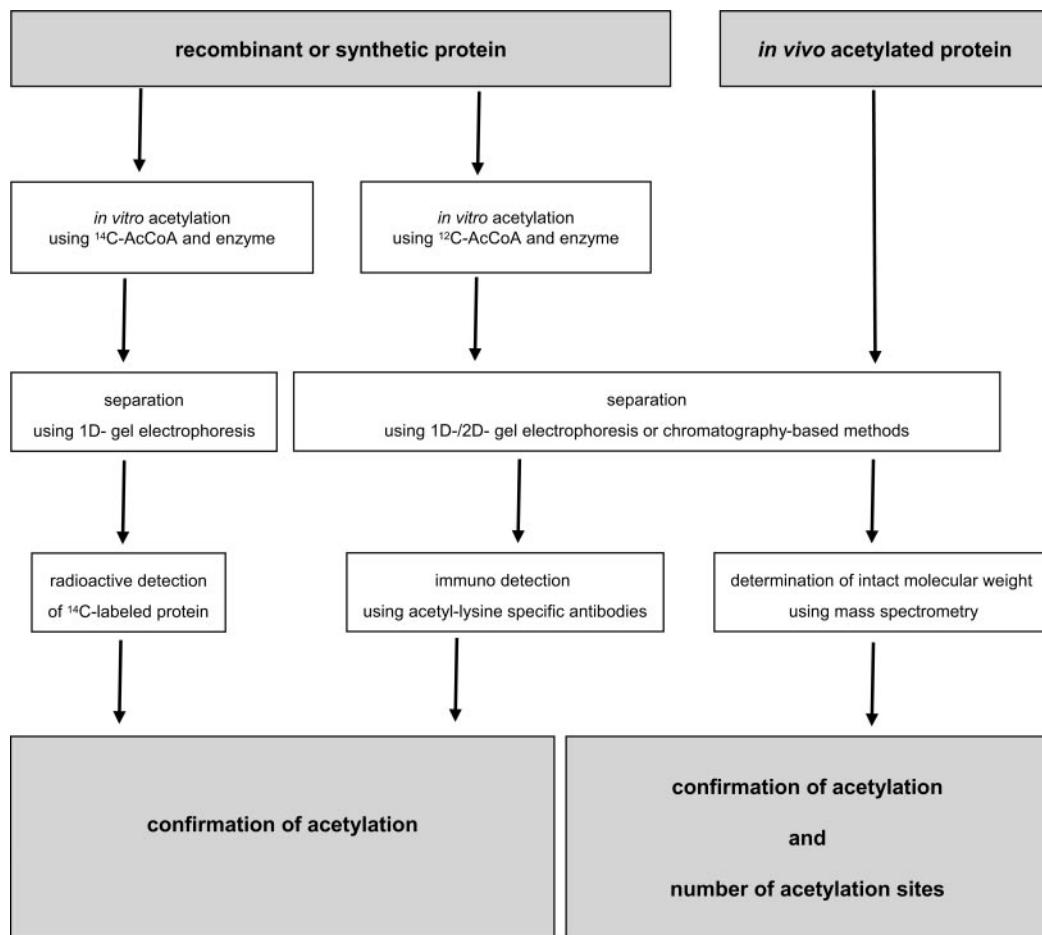 recombinant or synthetic protein
in vivo acetylated protein
in vitro acetylation
using ¹⁴C-AcCoA and enzyme
in vitro acetylation
using ¹²C-AcCoA and enzyme
separation
using 1D- gel electrophoresis
separation
using 1D-/2D- gel electrophoresis or chromatography-based methods
radioactive detection
of ¹⁴C-labeled protein
immuno detection
using acetyl-lysine specific antibodies
determination of intact molecular weight
using mass spectrometry
confirmation of acetylation
confirmation of acetylation
and
number of acetylation sites